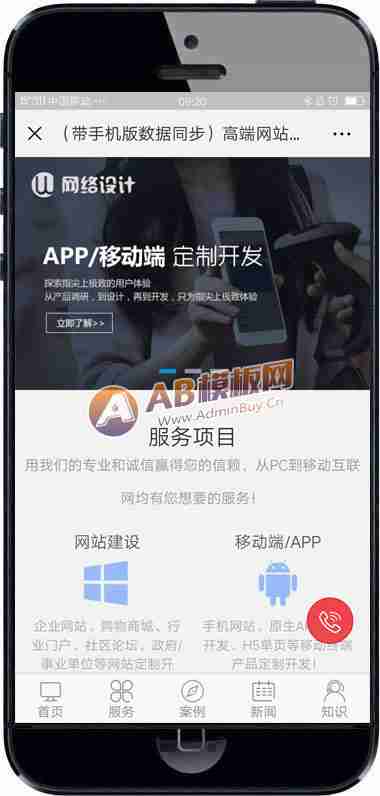 中国移动
09:20
（带手机版数据同步）高端网站...
网络设计
APP/移动端 定制开发
探索指尖上极致的用户体验
从产品调研，到设计，再到开发，只为指尖上极致体验
立即了解>>
AB模板网
www.AdminBuy.Cn
服务项目
用我们的专业和诚信赢得您的信赖，从PC到移动互联
网均有您想要的服务！
网站建设
移动端/APP
企业网站、购物商城、行
业门户、社区论坛、政府/
事业单位等网站定制开
手机网站，原生A
开发、H5单页等移动终端
产品定制开发！
首页
服务
案例
新闻
知识